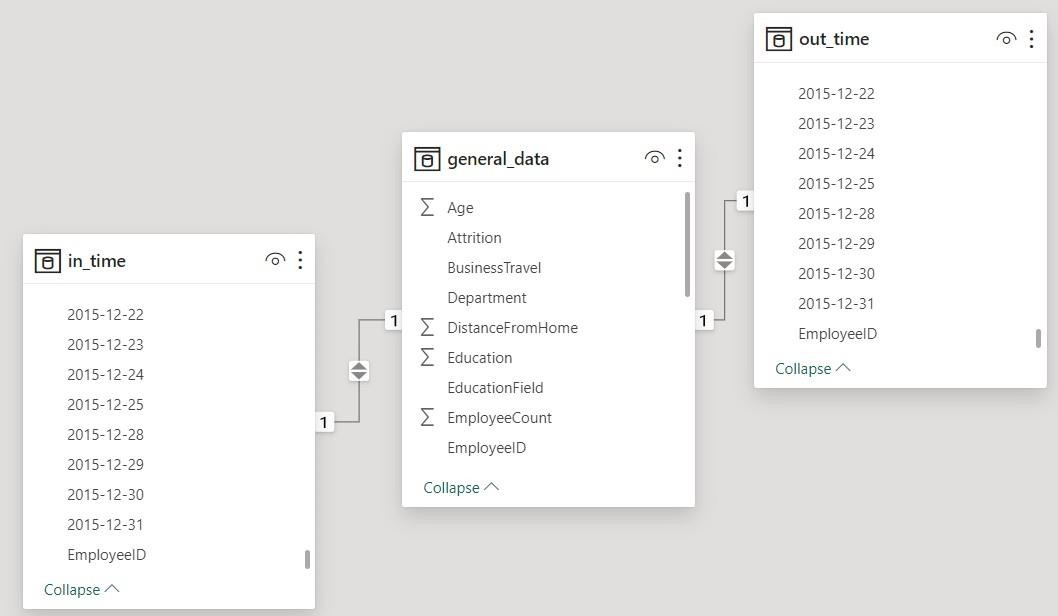 in_time
2015-12-22
2015-12-23
2015-12-24
2015-12-25
2015-12-28
2015-12-29
2015-12-30
2015-12-31
EmployeeID
Collapse
1
1
general_data
Age
Attrition
BusinessTravel
Department
DistanceFromHome
Education
EducationField
EmployeeCount
EmployeeID
Collapse
1
1
out_time
2015-12-22
2015-12-23
2015-12-24
2015-12-25
2015-12-28
2015-12-29
2015-12-30
2015-12-31
EmployeeID
Collapse